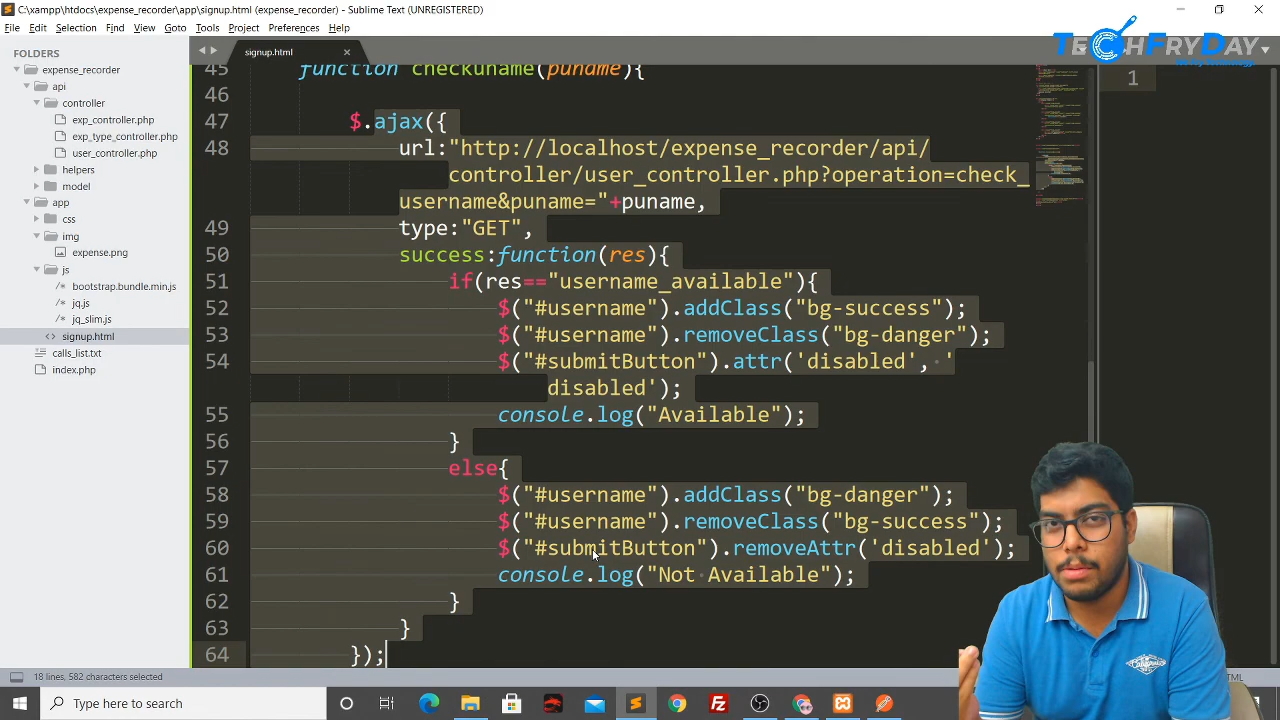 C:\xampp\htdocs\expense_recorder\app\signup.html (expense_recorder) - Sublime Text (UNREGISTERED)
File Edit Selection Find View Goto Tools Project Preferences Help
TECHFRYDAY
FOLDERS
expense_recorder
api
controller
exp_controller.php
exp_type_controller.php
user_controller.php
helpers
model
app
css
img
expense.png
js
bootstrap.bundle.min.js
jq.js
jq_slim.js
signup.html
calls_list.txt
index.php
signup.html
45 function checkuname(puname){
46
47 $.ajax({
48 url:"http://localhost/expense_recorder/api/
controller/user_controller.php?operation=check_
username&puname="+puname,
49 type:"GET",
50 success:function(res){
51 if(res=="username_available"){
52 $("#username").addClass("bg-success");
53 $("#username").removeClass("bg-danger");
54 $("#submitButton").attr('disabled', '
disabled');
55 console.log("Available");
56 }
57 else{
58 $("#username").addClass("bg-danger");
59 $("#username").removeClass("bg-success");
60 $("#submitButton").removeAttr('disabled');
61 console.log("Not Available");
62 }
63 }
64 });
1
18 lines, 582 characters selected
Type here to search